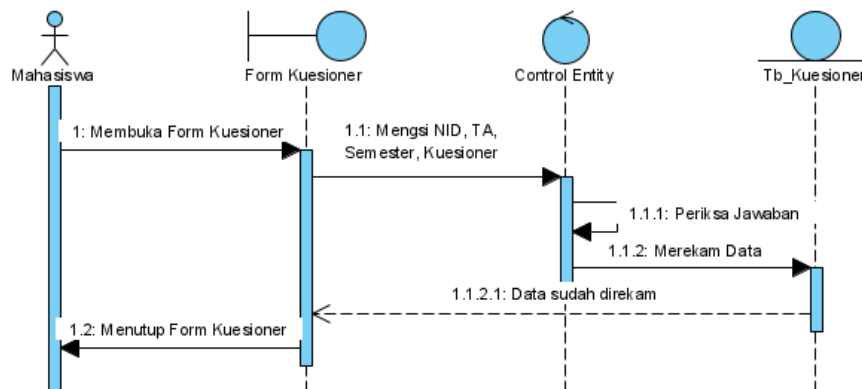 Mahasiswa
Form Kuesioner
Control Entity
Tb_Kuesioner
1: Membuka Form Kuesioner
1.1: Mengsi NID, TA,
Semester, Kuesioner
1.1.1: Periksa Jawaban
1.1.2: Merekam Data
1.1.2.1: Data sudah direkam
1.2: Menutup Form Kuesioner